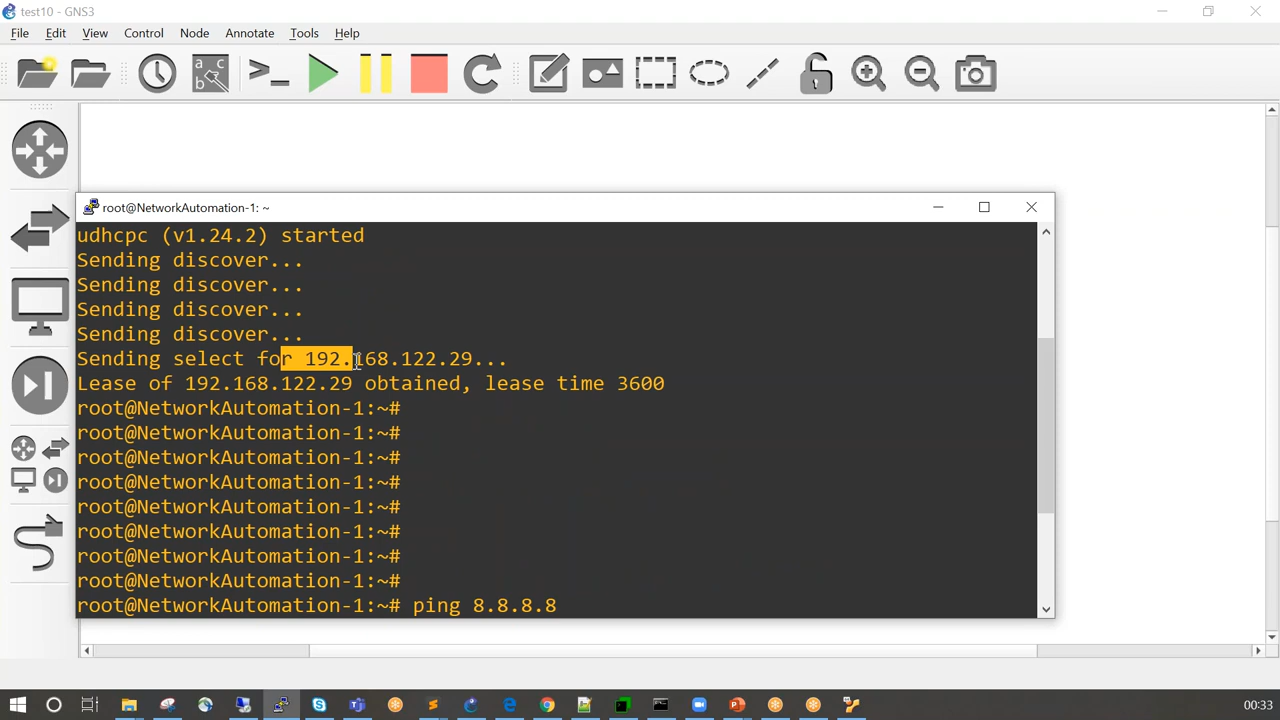 test10 - GNS3
File Edit View Control Node Annotate Tools Help
a c
b
root@NetworkAutomation-1: ~
udhcpc (v1.24.2) started
Sending discover...
Sending discover...
Sending discover...
Sending discover...
Sending select for 192.168.122.29...
Lease of 192.168.122.29 obtained, lease time 3600
root@NetworkAutomation-1:~#
root@NetworkAutomation-1:~#
root@NetworkAutomation-1:~#
root@NetworkAutomation-1:~#
root@NetworkAutomation-1:~#
root@NetworkAutomation-1:~#
root@NetworkAutomation-1:~#
root@NetworkAutomation-1:~#
root@NetworkAutomation-1:~# ping 8.8.8.8
00:33